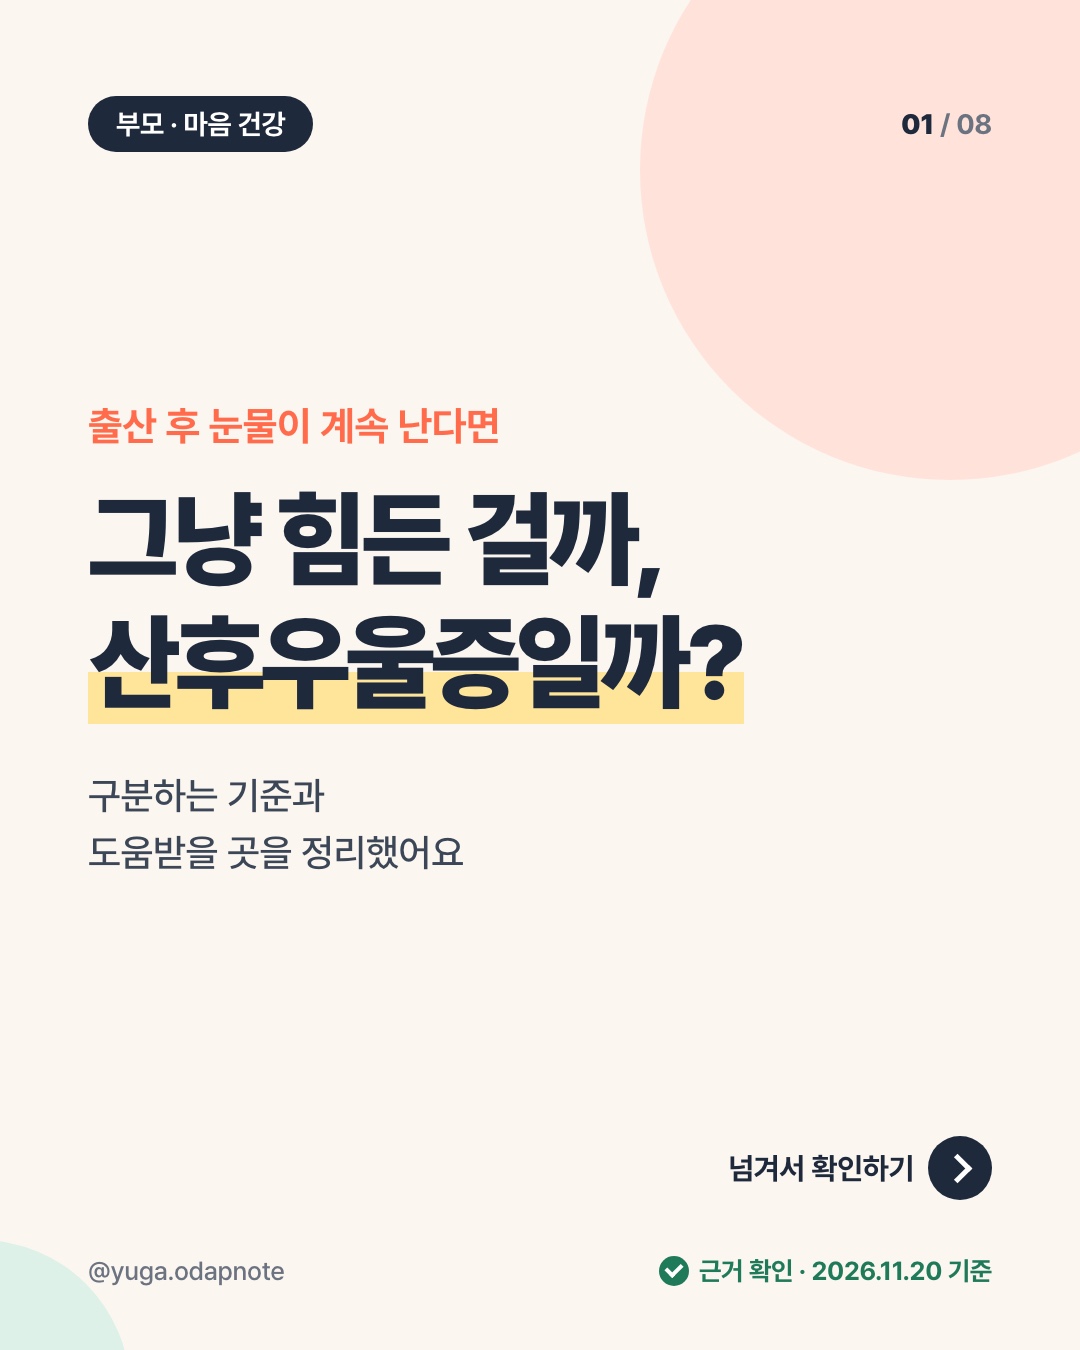 부모 · 마음 건강
01 / 08
출산 후 눈물이 계속 난다면
그냥 힘든 걸까,
산후우울증일까?
구분하는 기준과
도움받을 곳을 정리했어요
넘겨서 확인하기
@yuga.odapnote
근거 확인 · 2026.11.20 기준